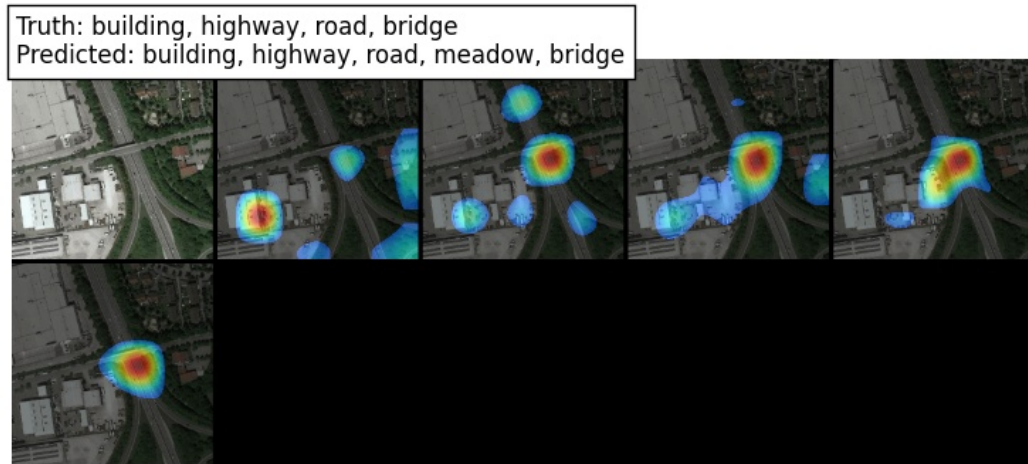 Truth: building, highway, road, bridge
Predicted: building, highway, road, meadow, bridge